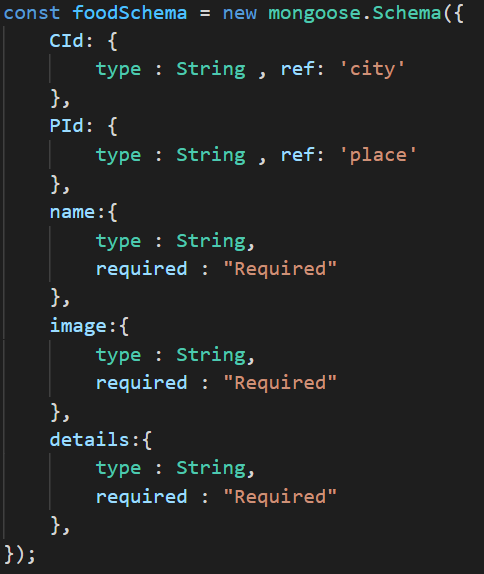 const foodSchema = new mongoose.Schema({
    CId: {
        type : String , ref: 'city'
    },
    PId: {
        type : String , ref: 'place'
    },
    name:{
        type : String,
        required : "Required"
    },
    image:{
        type : String,
        required : "Required"
    },
    details:{
        type : String,
        required : "Required"
    },
});